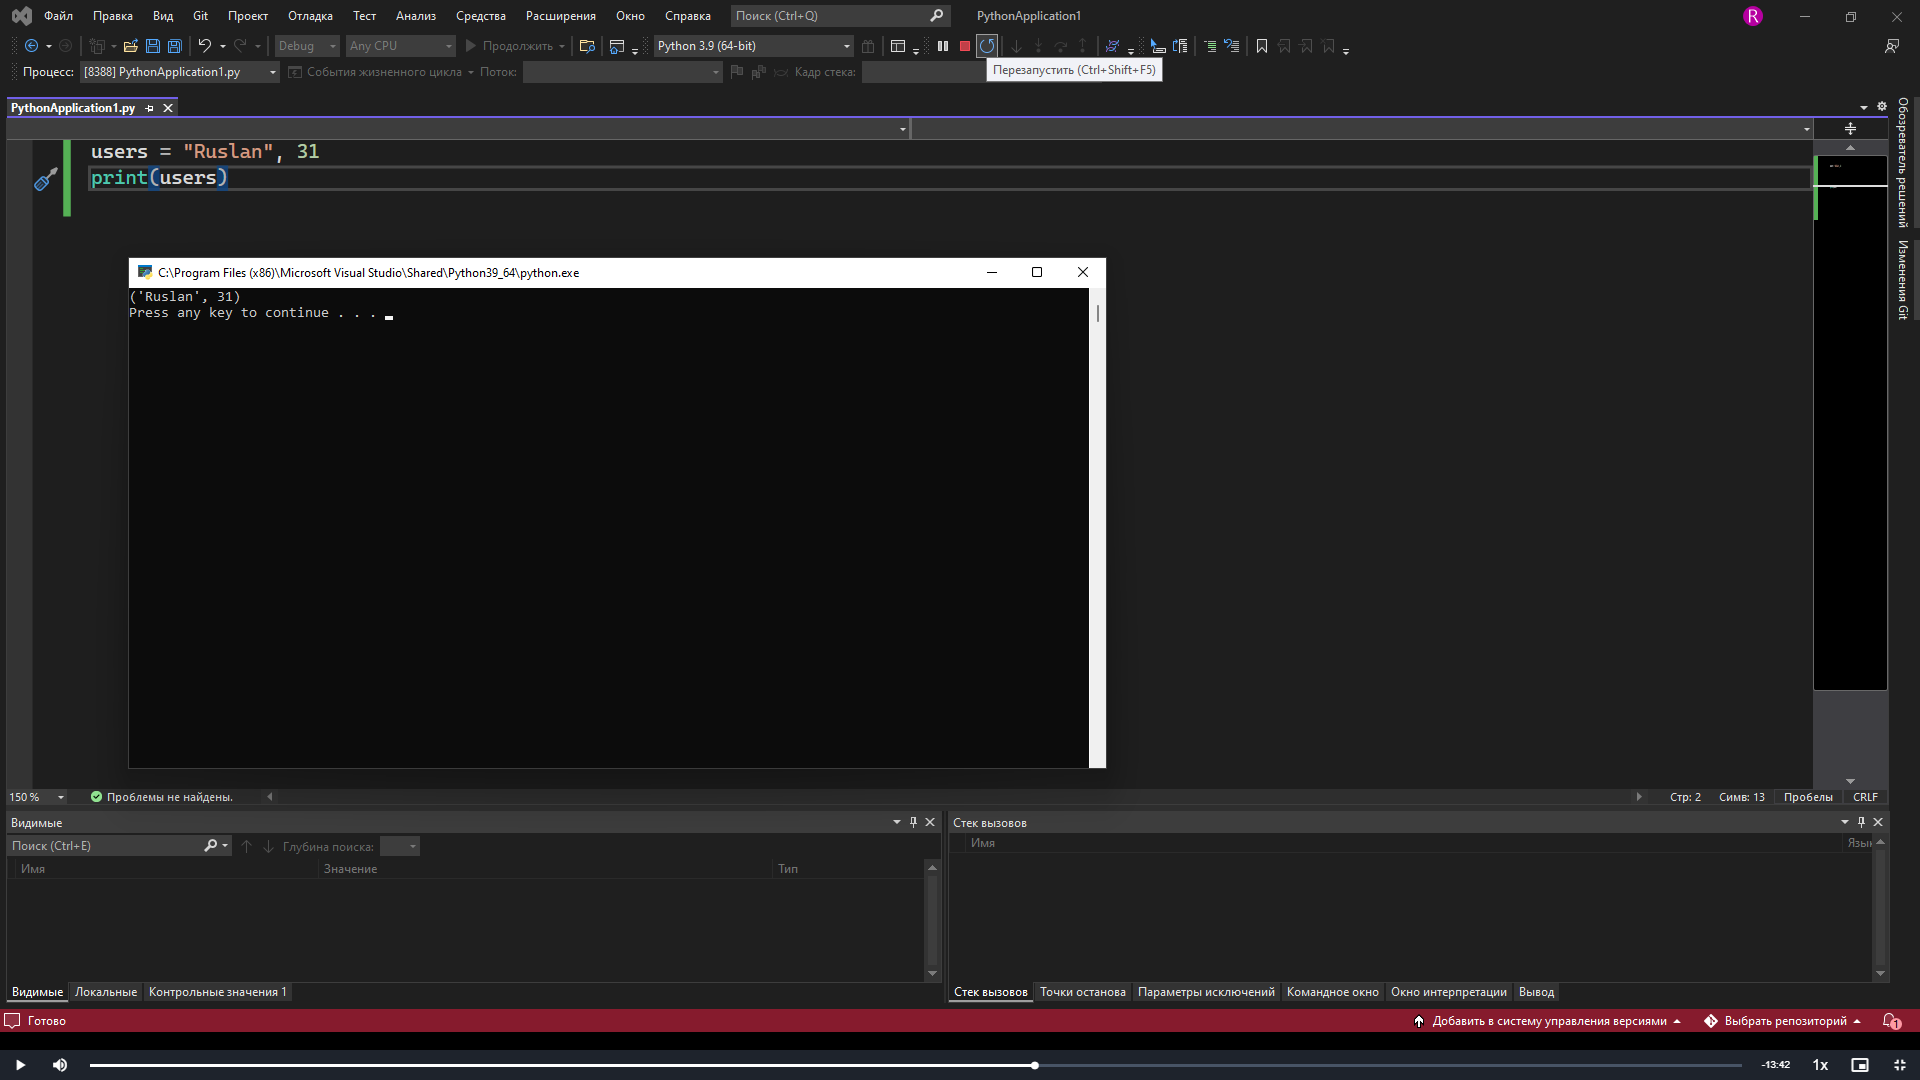 Файл Правка Вид Git Проект Отладка Тест Анализ Средства Расширения Окно Справка Поиск (Ctrl+Q) PythonApplication1 R
Debug Any CPU Продолжить Python 3.9 (64-bit)
Процесс: [8388] PythonApplication1.py События жизненного цикла Поток: Кадр стека: Перезапустить (Ctrl+Shift+F5)
PythonApplication1.py
Обозреватель решений
Изменения Git
users = "Ruslan", 31
print(users)
C:\Program Files (x86)\Microsoft Visual Studio\Shared\Python39_64\python.exe
('Ruslan', 31)
Press any key to continue . . .
150 % Проблемы не найдены. Стр: 2 Симв: 13 Пробелы CRLF
Видимые Стек вызовов
Поиск (Ctrl+E) Глубина поиска:
Имя Значение Тип
Имя Язык
Видимые Локальные Контрольные значения 1
Стек вызовов Точки останова Параметры исключений Командное окно Окно интерпретации Вывод
Готово Добавить в систему управления версиями Выбрать репозиторий 1
-13:42 1x